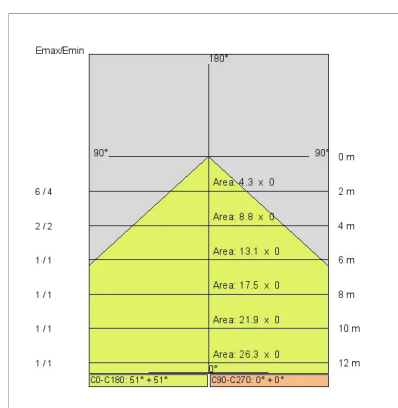 Emax/Emin
180°
90° 90° 0 m
6 / 4 Area: 4.3 x 0 2 m
2 / 2 Area: 8.8 x 0 4 m
1 / 1 Area: 13.1 x 0 6 m
1 / 1 Area: 17.5 x 0 8 m
1 / 1 Area: 21.9 x 0 10 m
1 / 1 Area: 26.3 x 0 12 m
0°
C0-C180: 51° + 51° C90-C270: 0° + 0°